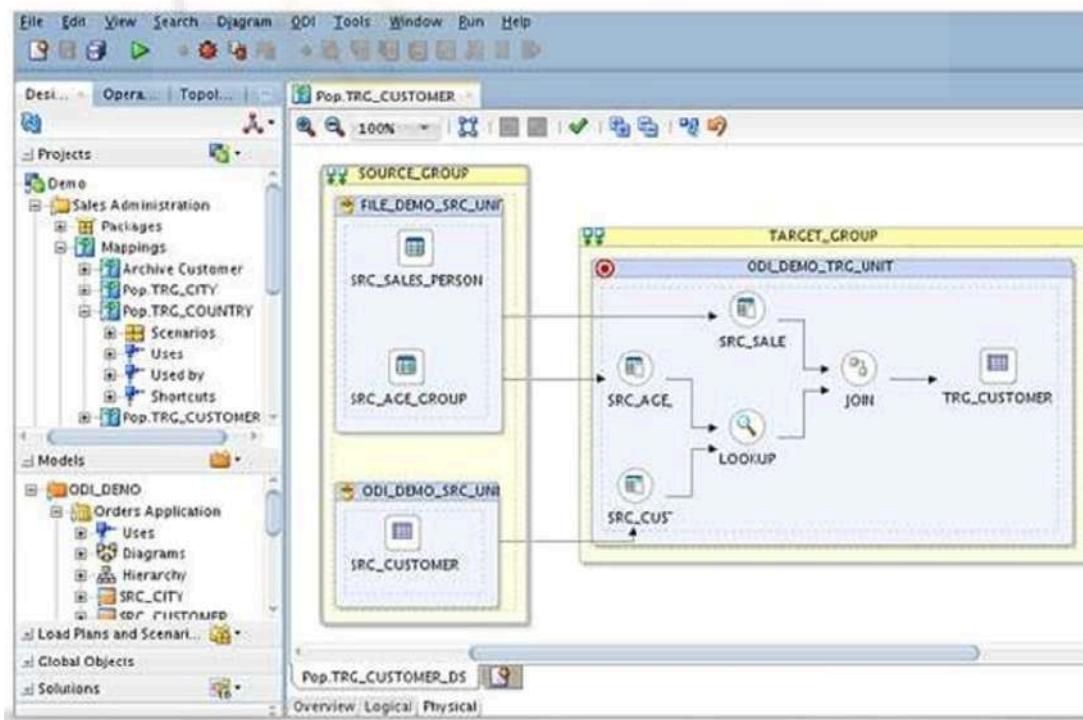 File Edit View Search Diagram ODI Tools Window Run Help
Desi... Opera... Topol...
Pop.TRG_CUSTOMER
100%
Projects
Demo
Sales Administration
Packages
Mappings
Archive Customer
Pop.TRG_CITY
Pop.TRG_COUNTRY
Scenarios
Uses
Used by
Shortcuts
Pop.TRG_CUSTOMER
Models
ODI_DEMO
Orders Application
Uses
Diagrams
Hierarchy
SRC_CITY
SRC_CUSTOMER
Load Plans and Scenari...
Global Objects
Solutions
SOURCE_GROUP
FILE_DEMO_SRC_UNI
SRC_SALES_PERSON
SRC_AGE_GROUP
ODI_DEMO_SRC_UNI
SRC_CUSTOMER
TARGET_GROUP
ODI_DEMO_TRG_UNIT
SRC_SALE
SRC_AGE_
JOIN
TRG_CUSTOMER
LOOKUP
SRC_CUS
Pop.TRG_CUSTOMER_DS
Overview Logical Physical